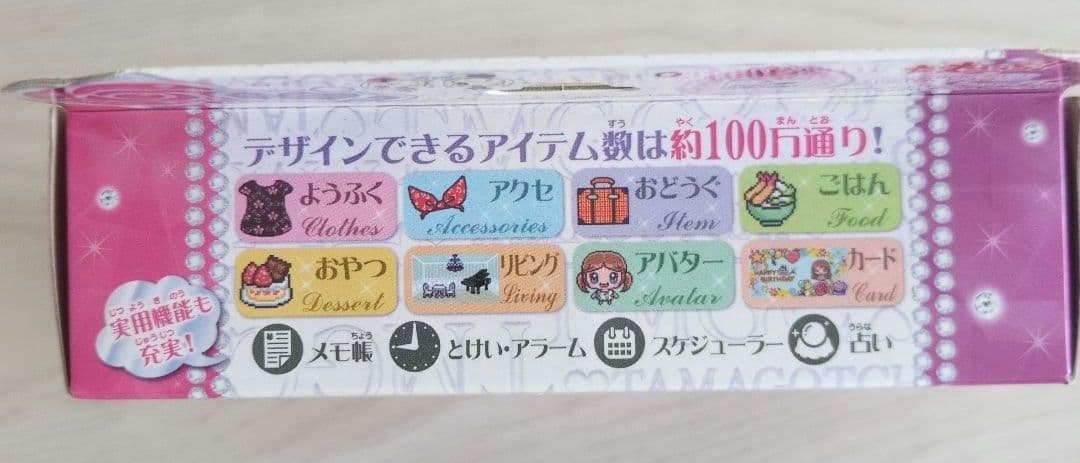 デザインできるアイテム数は約100万通り!
ようふく
Clothes
アクセ
Accessories
おどうぐ
Item
ごはん
Food
おやつ
Dessert
リビング
Living
アバター
Avatar
HAPPY BIRTHDAY
カード
Card
実用機能も
充実!
メモ帳
とけい・アラーム
スケジューラー
占い
TAMAGOTCHI